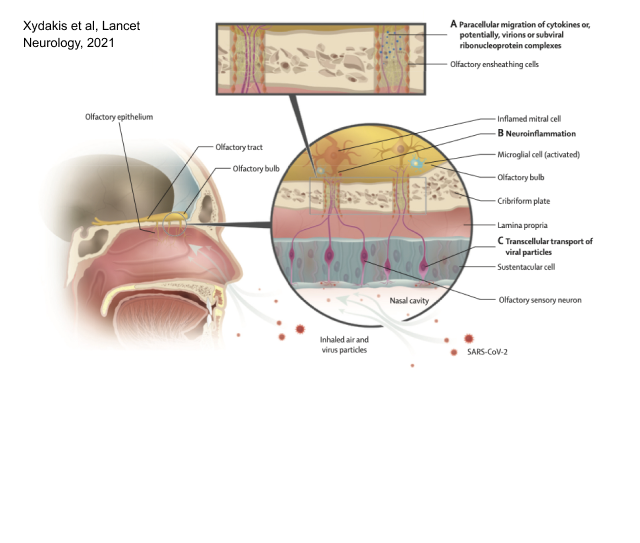 Xydakis et al, Lancet
Neurology, 2021
A Paracellular migration of cytokines or,
potentially, virions or subviral
ribonucleoprotein complexes
Olfactory ensheathing cells
Olfactory epithelium
Olfactory tract
Olfactory bulb
Inflamed mitral cell
B Neuroinflammation
Microglial cell (activated)
Olfactory bulb
Cribriform plate
Lamina propria
C Transcellular transport of
viral particles
Sustentacular cell
Olfactory sensory neuron
Nasal cavity
Inhaled air and
virus particles
SARS-CoV-2